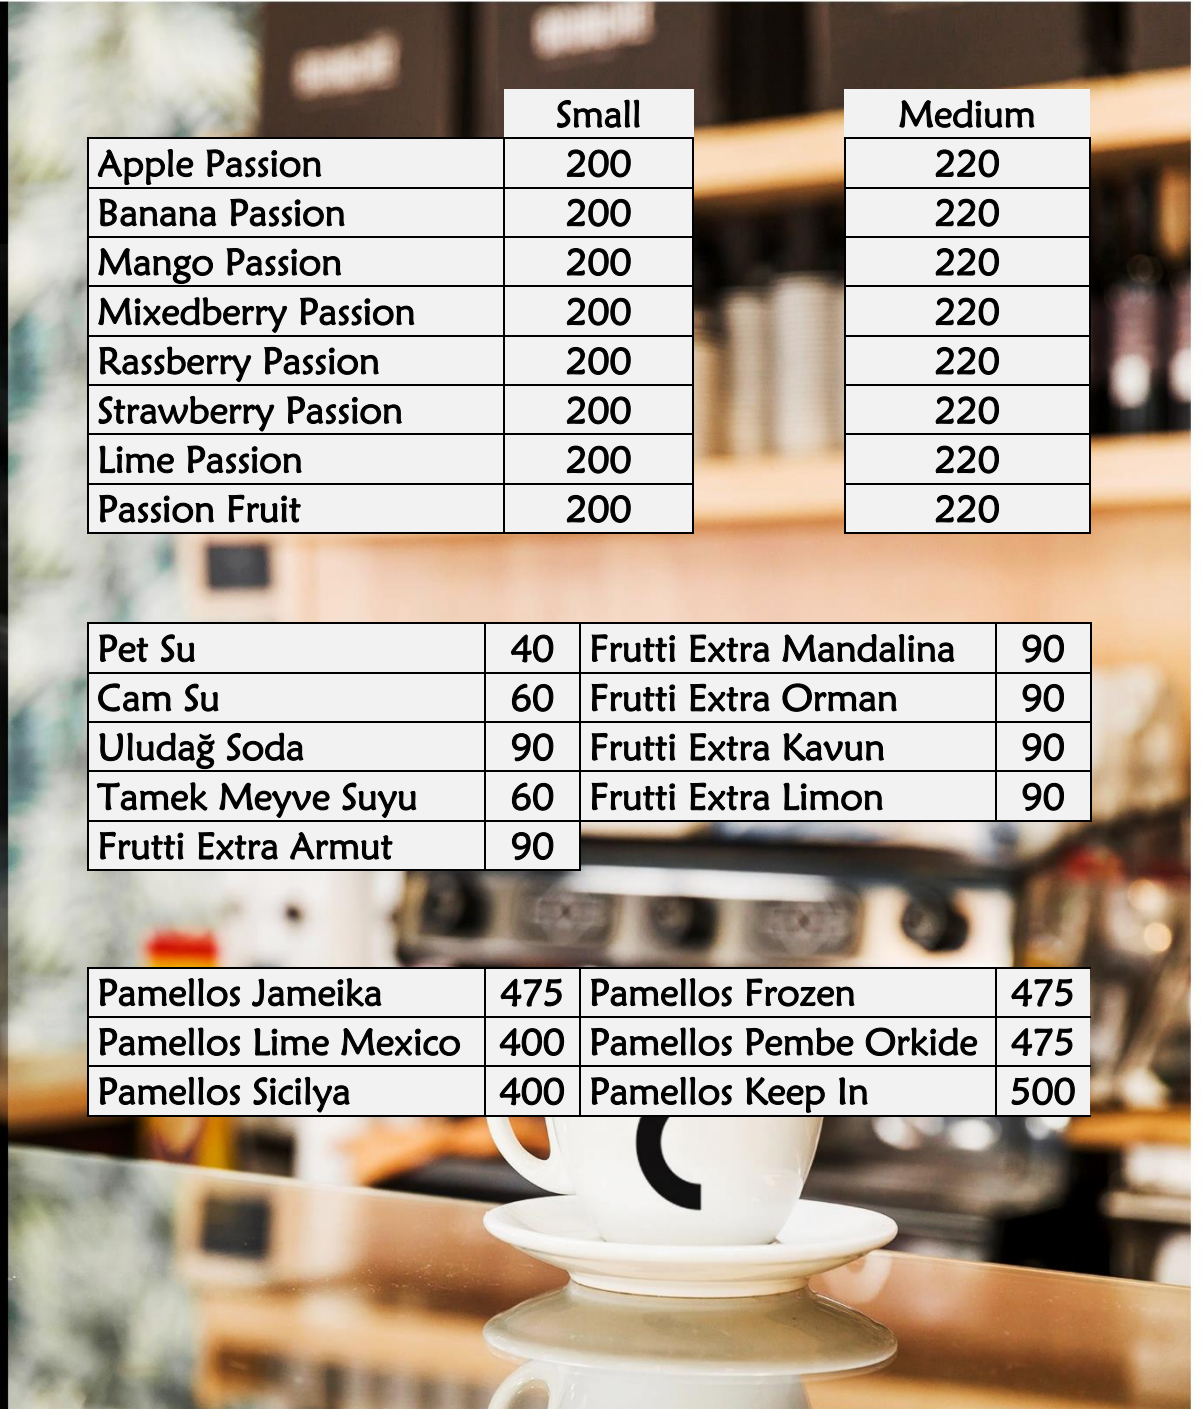 Small Medium
Apple Passion 200 220
Banana Passion 200 220
Mango Passion 200 220
Mixedberry Passion 200 220
Rassberry Passion 200 220
Strawberry Passion 200 220
Lime Passion 200 220
Passion Fruit 200 220
Pet Su 40 Frutti Extra Mandalina 90
Cam Su 60 Frutti Extra Orman 90
Uludağ Soda 90 Frutti Extra Kavun 90
Tamek Meyve Suyu 60 Frutti Extra Limon 90
Frutti Extra Armut 90
Pamellos Jameika 475 Pamellos Frozen 475
Pamellos Lime Mexico 400 Pamellos Pembe Orkide 475
Pamellos Sicilya 400 Pamellos Keep In 500